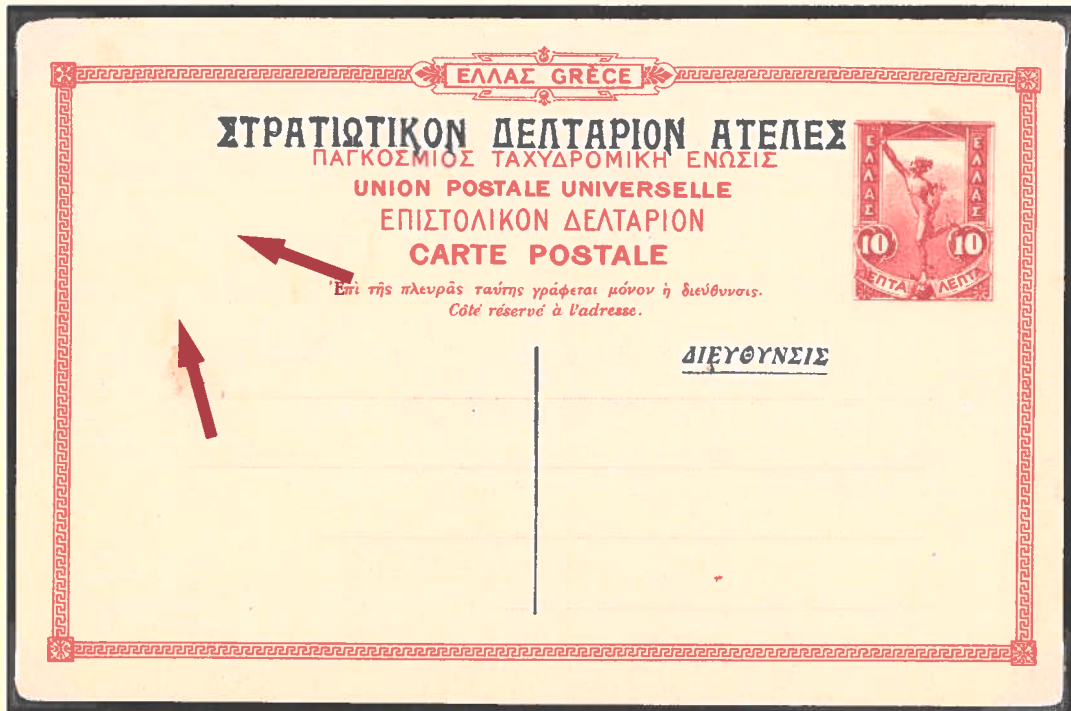 ΕΛΛΑΣ GRÈCE
ΣΤΡΑΤΙΩΤΙΚΟΝ ΔΕΛΤΑΡΙΟΝ ΑΤΕΛΕΣ
ΠΑΓΚΟΣΜΙΟΣ ΤΑΧΥΔΡΟΜΙΚΗ ΕΝΩΣΙΣ
UNION POSTALE UNIVERSELLE
ΕΠΙΣΤΟΛΙΚΟΝ ΔΕΛΤΑΡΙΟΝ
CARTE POSTALE
Ἐπὶ τῆς πλευρᾶς ταύτης γράφεται μόνον ἡ διεύθυνσις.
Côté réservé à l'adresse.
ΕΛΛΑΣ
ΕΛΛΑΣ
10
10
ΛΕΠΤΑ
ΛΕΠΤΑ
ΔΙΕΥΘΥΝΣΙΣ